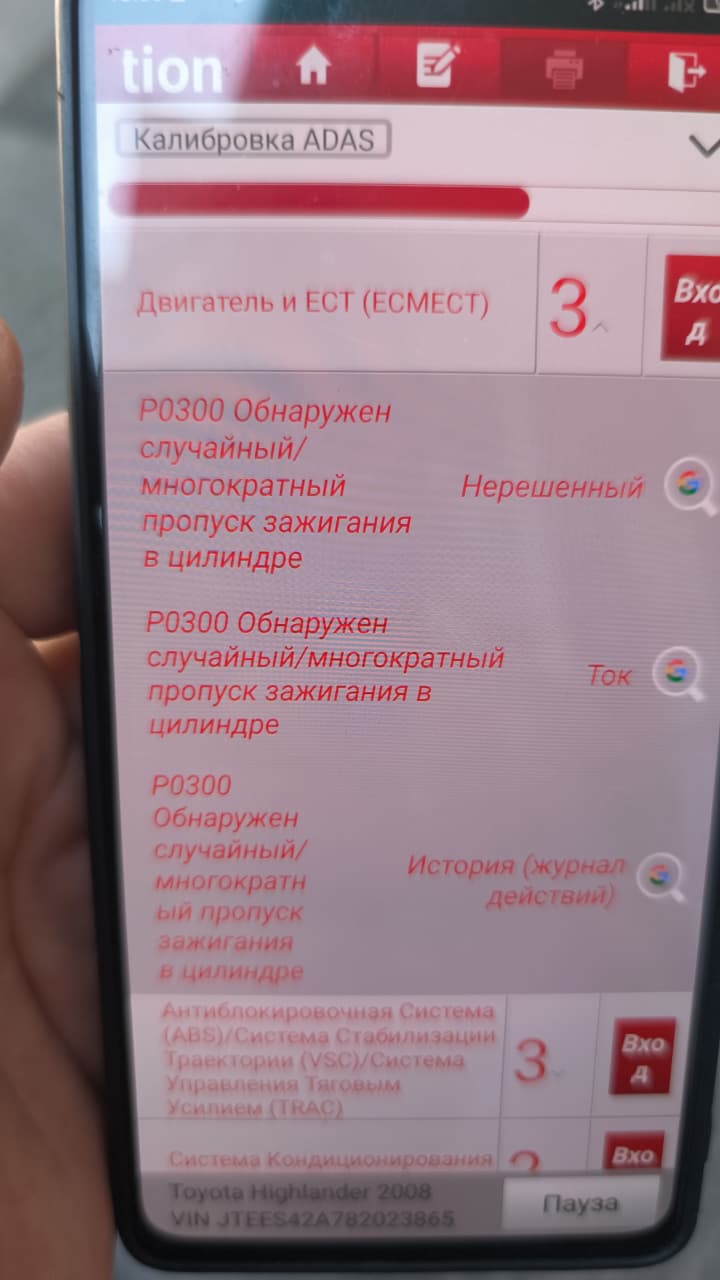 tion
Калибровка ADAS
Двигатель и ECT (ECMECT)
3
Вхо
д
P0300 Обнаружен
случайный/
многократный
пропуск зажигания
в цилиндре
Нерешенный
P0300 Обнаружен
случайный/многократный
пропуск зажигания в
цилиндре
Ток
P0300
Обнаружен
случайный/
многократн
ый пропуск
зажигания
в цилиндре
История (журнал
действий)
Антиблокировочная Система
(ABS)/Система Стабилизации
Траектории (VSC)/Система
Управления Тяговым
Усилием (TRAC)
3
Вхо
д
Система Кондиционирования
Вхо
Toyota Highlander 2008
VIN JTEES42A782023865
Пауза